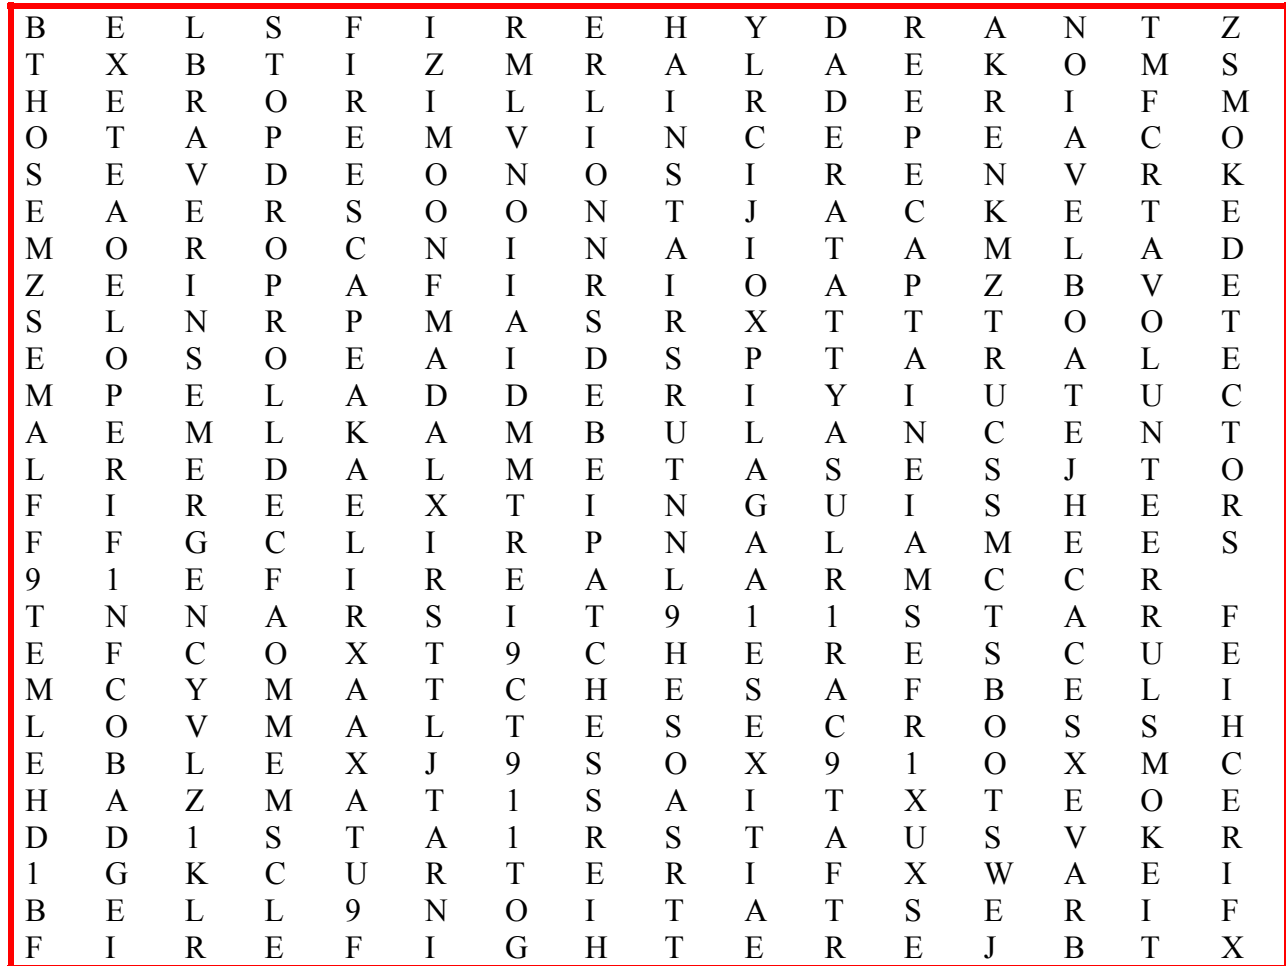 B E L S F I R E H Y D R A N T Z
T X B T I Z M R A L A E K O M S
H E R O R I L L I R D E R I F M
O T A P E M V I N C E P E A C O
S E V D E O N O S I R E N V R K
E A E R S O O N T J A C K E T E
M O R O C N I N A I T A M L A D
Z E I P A F I R I O A P Z B V E
S L N R P M A S R X T T T O O T
E O S O E A I D S P T A R A L E
M P E L A D D E R I Y I U T U C
A E M L K A M B U L A N C E N T
L R E D A L M E T A S E S J T O
F I R E E X T I N G U I S H E R
F F G C L I R P N A L A M E E S
9 1 E F I R E A L A R M C C R
T N N A R S I T 9 1 1 S T A R F
E F C O X T 9 C H E R E S C U E
M C Y M A T C H E S A F B E L I
L O V M A L T E S E C R O S S H
E B L E X J 9 S O X 9 1 O X M C
H A Z M A T 1 S A I T X T E O E
D D 1 S T A 1 R S T A U S V K R
1 G K C U R T E R I F X W A E I
B E L L 9 N O I T A T S E R I F
F I R E F I G H T E R E J B T X